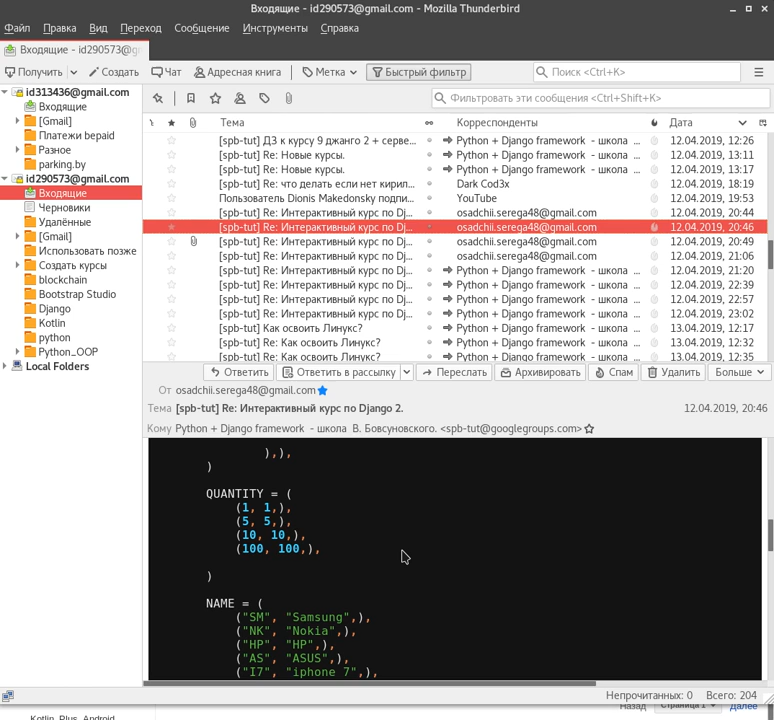 Входящие - id290573@gmail.com - Mozilla Thunderbird
Файл Правка Вид Переход Сообщение Инструменты Справка
Входящие - id290573@gm
Получить Создать Чат Адресная книга Метка Быстрый фильтр Поиск <Ctrl+K>
Фильтровать эти сообщения <Ctrl+Shift+K>
id313436@gmail.com
Входящие
[Gmail]
Платежи bepaid
Разное
parking.by
id290573@gmail.com
Входящие
Черновики
Удалённые
[Gmail]
Использовать позже
Создать курсы
blockchain
Bootstrap Studio
Django
Kotlin
python
Python_OOP
Local Folders
Тема Корреспонденты Дата
[spb-tut] ДЗ к курсу 9 джанго 2 + серве... Python + Django framework - школа ... 12.04.2019, 12:26
[spb-tut] Re: Новые курсы. Python + Django framework - школа ... 12.04.2019, 13:11
[spb-tut] Re: Новые курсы. Python + Django framework - школа ... 12.04.2019, 13:17
[spb-tut] Re: что делать если нет кирил... Dark Cod3x 12.04.2019, 18:19
Пользователь Dionis Makedonsky подпи... YouTube 12.04.2019, 19:53
[spb-tut] Re: Интерактивный курс по Dj... osadchii.serega48@gmail.com 12.04.2019, 20:44
[spb-tut] Re: Интерактивный курс по Dj... osadchii.serega48@gmail.com 12.04.2019, 20:46
[spb-tut] Re: Интерактивный курс по Dj... osadchii.serega48@gmail.com 12.04.2019, 20:49
[spb-tut] Re: Интерактивный курс по Dj... osadchii.serega48@gmail.com 12.04.2019, 21:06
[spb-tut] Re: Интерактивный курс по Dj... Python + Django framework - школа ... 12.04.2019, 21:20
[spb-tut] Re: Интерактивный курс по Dj... Python + Django framework - школа ... 12.04.2019, 22:39
[spb-tut] Re: Интерактивный курс по Dj... Python + Django framework - школа ... 12.04.2019, 22:57
[spb-tut] Re: Интерактивный курс по Dj... Python + Django framework - школа ... 12.04.2019, 23:02
[spb-tut] Как освоить Линукс? Python + Django framework - школа ... 13.04.2019, 12:17
[spb-tut] Re: Как освоить Линукс? Python + Django framework - школа ... 13.04.2019, 12:32
[spb-tut] Re: Как освоить Линукс? Python + Django framework - школа ... 13.04.2019, 12:35
Ответить Ответить в рассылку Переслать Архивировать Спам Удалить Больше
От osadchii.serega48@gmail.com
Тема [spb-tut] Re: Интерактивный курс по Django 2. 12.04.2019, 20:46
Кому Python + Django framework - школа В. Бовсуновского. <spb-tut@googlegroups.com>
),),
)
QUANTITY = (
(1, 1,),
(5, 5,),
(10, 10,),
(100, 100,),
)
NAME = (
("SM", "Samsung",),
("NK", "Nokia",),
("HP", "HP",),
("AS", "ASUS",),
("I7", "iphone 7",),
Непрочитанных: 0 Всего: 204
Назад Страница 1 Далее
Kotlin, Plus, Android